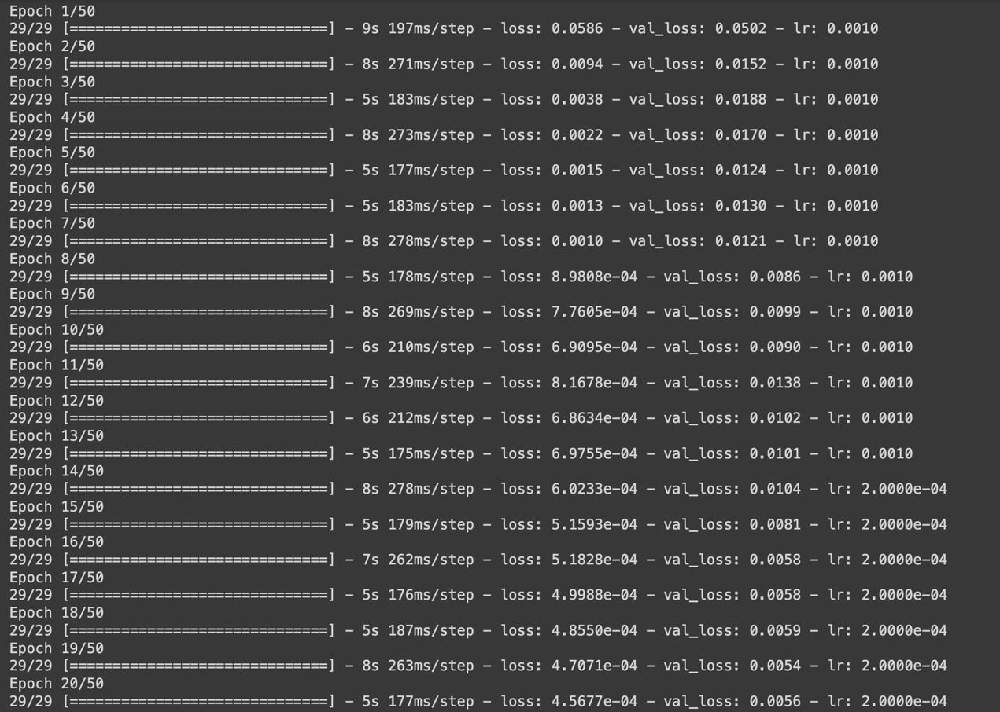 Epoch 1/50
29/29 [==============================] - 9s 197ms/step - loss: 0.0586 - val_loss: 0.0502 - lr: 0.0010
Epoch 2/50
29/29 [==============================] - 8s 271ms/step - loss: 0.0094 - val_loss: 0.0152 - lr: 0.0010
Epoch 3/50
29/29 [==============================] - 5s 183ms/step - loss: 0.0038 - val_loss: 0.0188 - lr: 0.0010
Epoch 4/50
29/29 [==============================] - 8s 273ms/step - loss: 0.0022 - val_loss: 0.0170 - lr: 0.0010
Epoch 5/50
29/29 [==============================] - 5s 177ms/step - loss: 0.0015 - val_loss: 0.0124 - lr: 0.0010
Epoch 6/50
29/29 [==============================] - 5s 183ms/step - loss: 0.0013 - val_loss: 0.0130 - lr: 0.0010
Epoch 7/50
29/29 [==============================] - 8s 278ms/step - loss: 0.0010 - val_loss: 0.0121 - lr: 0.0010
Epoch 8/50
29/29 [==============================] - 5s 178ms/step - loss: 8.9808e-04 - val_loss: 0.0086 - lr: 0.0010
Epoch 9/50
29/29 [==============================] - 8s 269ms/step - loss: 7.7605e-04 - val_loss: 0.0099 - lr: 0.0010
Epoch 10/50
29/29 [==============================] - 6s 210ms/step - loss: 6.9095e-04 - val_loss: 0.0090 - lr: 0.0010
Epoch 11/50
29/29 [==============================] - 7s 239ms/step - loss: 8.1678e-04 - val_loss: 0.0138 - lr: 0.0010
Epoch 12/50
29/29 [==============================] - 6s 212ms/step - loss: 6.8634e-04 - val_loss: 0.0102 - lr: 0.0010
Epoch 13/50
29/29 [==============================] - 5s 175ms/step - loss: 6.9755e-04 - val_loss: 0.0101 - lr: 0.0010
Epoch 14/50
29/29 [==============================] - 8s 278ms/step - loss: 6.0233e-04 - val_loss: 0.0104 - lr: 2.0000e-04
Epoch 15/50
29/29 [==============================] - 5s 179ms/step - loss: 5.1593e-04 - val_loss: 0.0081 - lr: 2.0000e-04
Epoch 16/50
29/29 [==============================] - 7s 262ms/step - loss: 5.1828e-04 - val_loss: 0.0058 - lr: 2.0000e-04
Epoch 17/50
29/29 [==============================] - 5s 176ms/step - loss: 4.9988e-04 - val_loss: 0.0058 - lr: 2.0000e-04
Epoch 18/50
29/29 [==============================] - 5s 187ms/step - loss: 4.8550e-04 - val_loss: 0.0059 - lr: 2.0000e-04
Epoch 19/50
29/29 [==============================] - 8s 263ms/step - loss: 4.7071e-04 - val_loss: 0.0054 - lr: 2.0000e-04
Epoch 20/50
29/29 [==============================] - 5s 177ms/step - loss: 4.5677e-04 - val_loss: 0.0056 - lr: 2.0000e-04